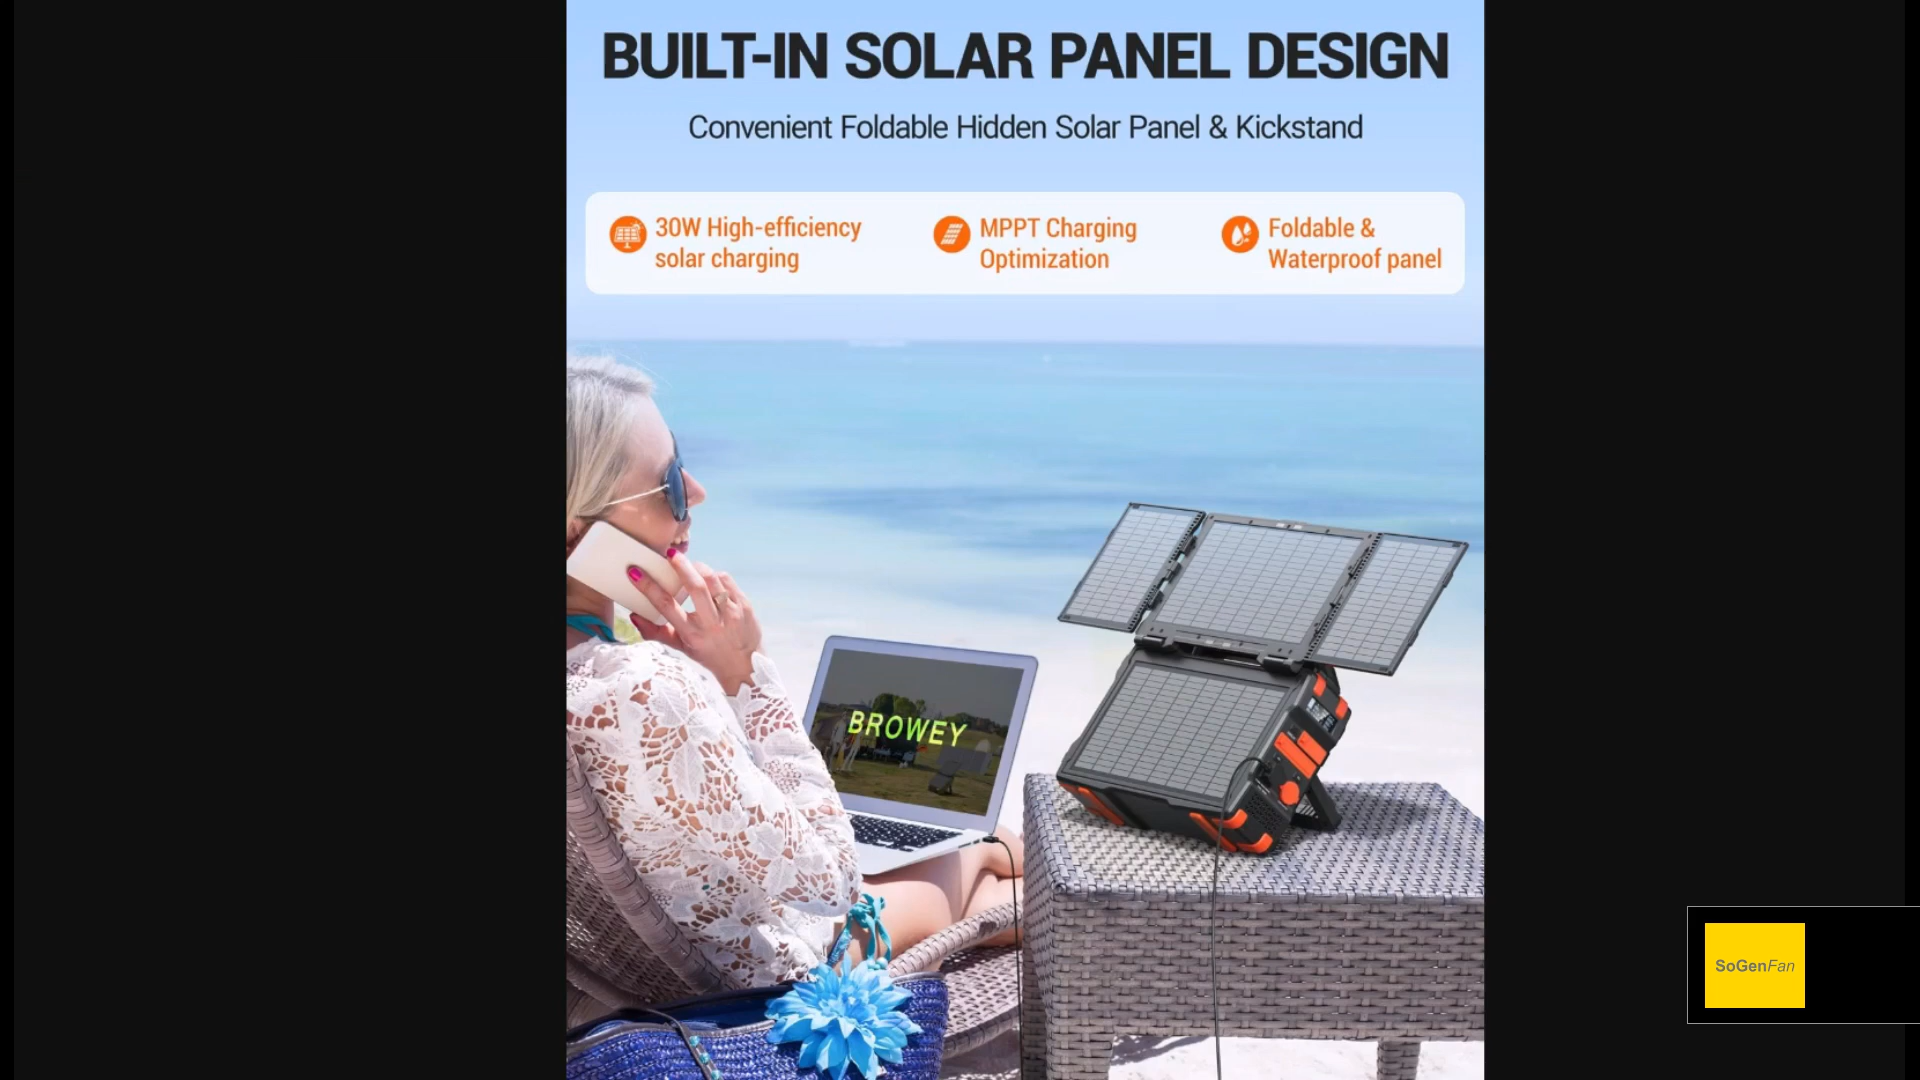 BUILT-IN SOLAR PANEL DESIGN
Convenient Foldable Hidden Solar Panel & Kickstand
30W High-efficiency
solar charging
MPPT Charging
Optimization
Foldable &
Waterproof panel
BROWEY
SoGenFan